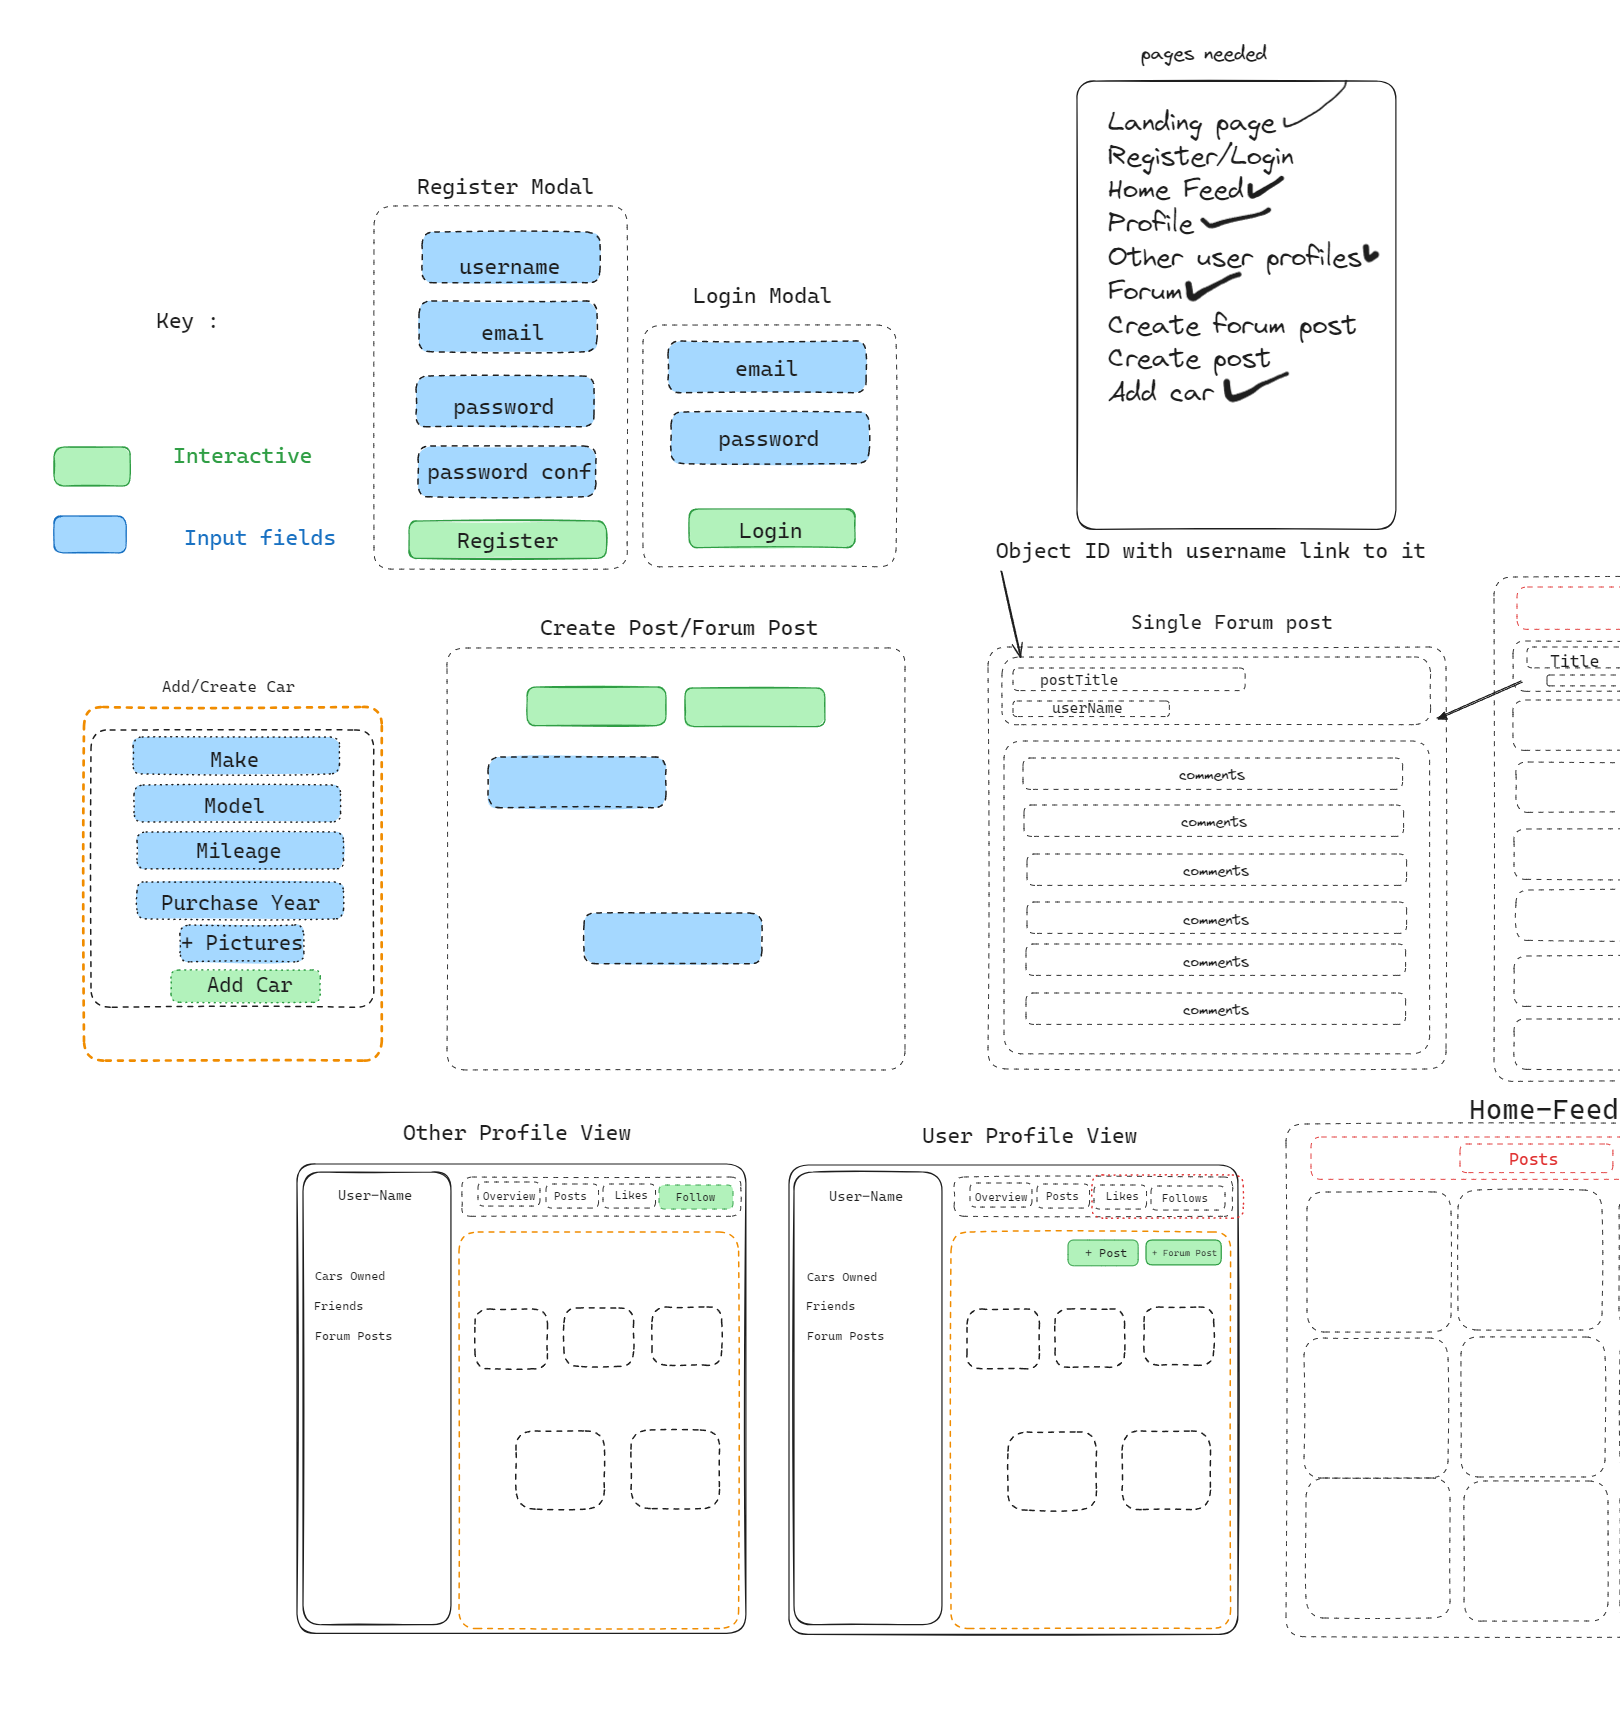 pages needed
Landing page
Register/Login
Home Feed
Profile
Other user profiles
Forum
Create forum post
Create post
Add car
Register Modal
username
email
password
password conf
Register
Login Modal
email
password
Login
Key :
Interactive
Input fields
Object ID with username link to it
Create Post/Forum Post
Single Forum post
postTitle
userName
comments
comments
comments
comments
comments
comments
Title
Add/Create Car
Make
Model
Mileage
Purchase Year
+ Pictures
Add Car
Other Profile View
User-Name
Overview
Posts
Likes
Follow
Cars Owned
Friends
Forum Posts
User Profile View
User-Name
Overview
Posts
Likes
Follows
+ Post
+ Forum Post
Cars Owned
Friends
Forum Posts
Home-Feed
Posts